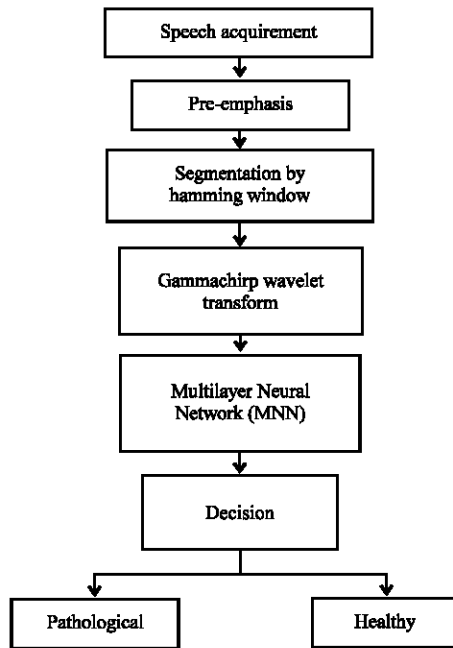 Speech acquirement
Pre-emphasis
Segmentation by
hamming window
Gammachirp wavelet
transform
Multilayer Neural
Network (MNN)
Decision
Pathological
Healthy